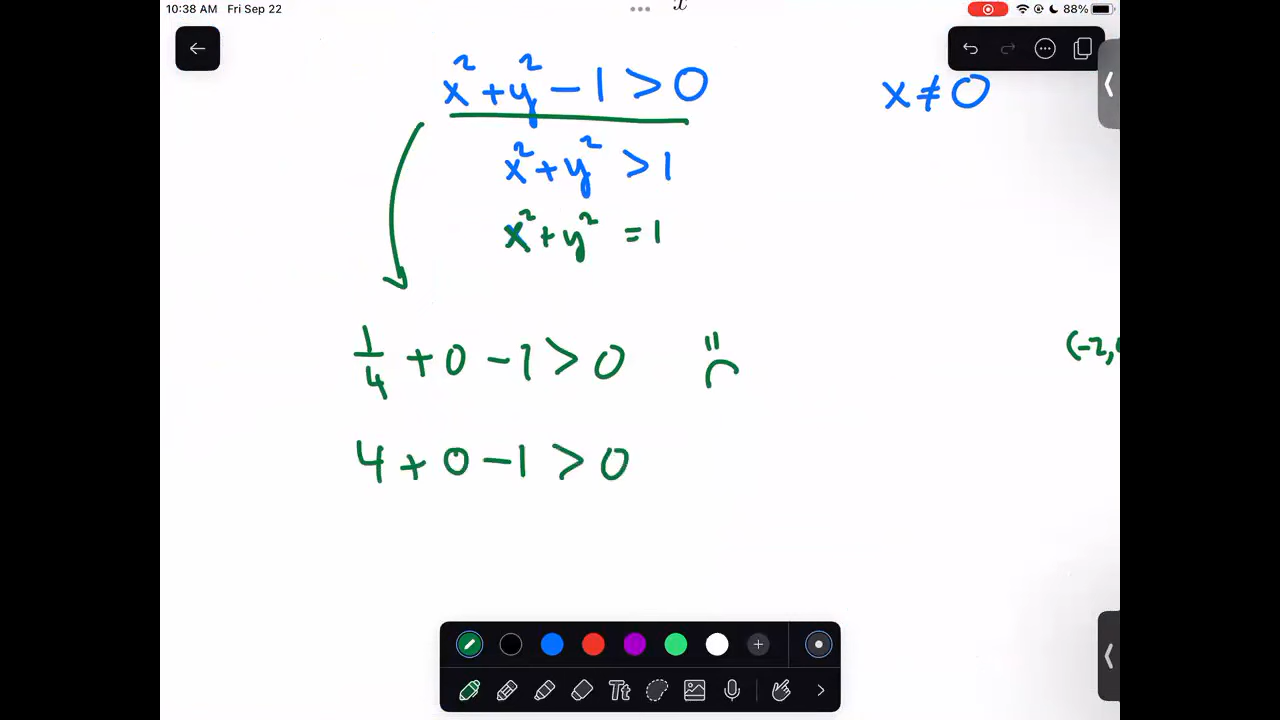 10:38 AM Fri Sep 22
88%
x
x² + y² - 1 > 0
x ≠ 0
x² + y² > 1
x² + y² = 1
1/4 + 0 - 1 > 0
(-2,
4 + 0 - 1 > 0
Tt